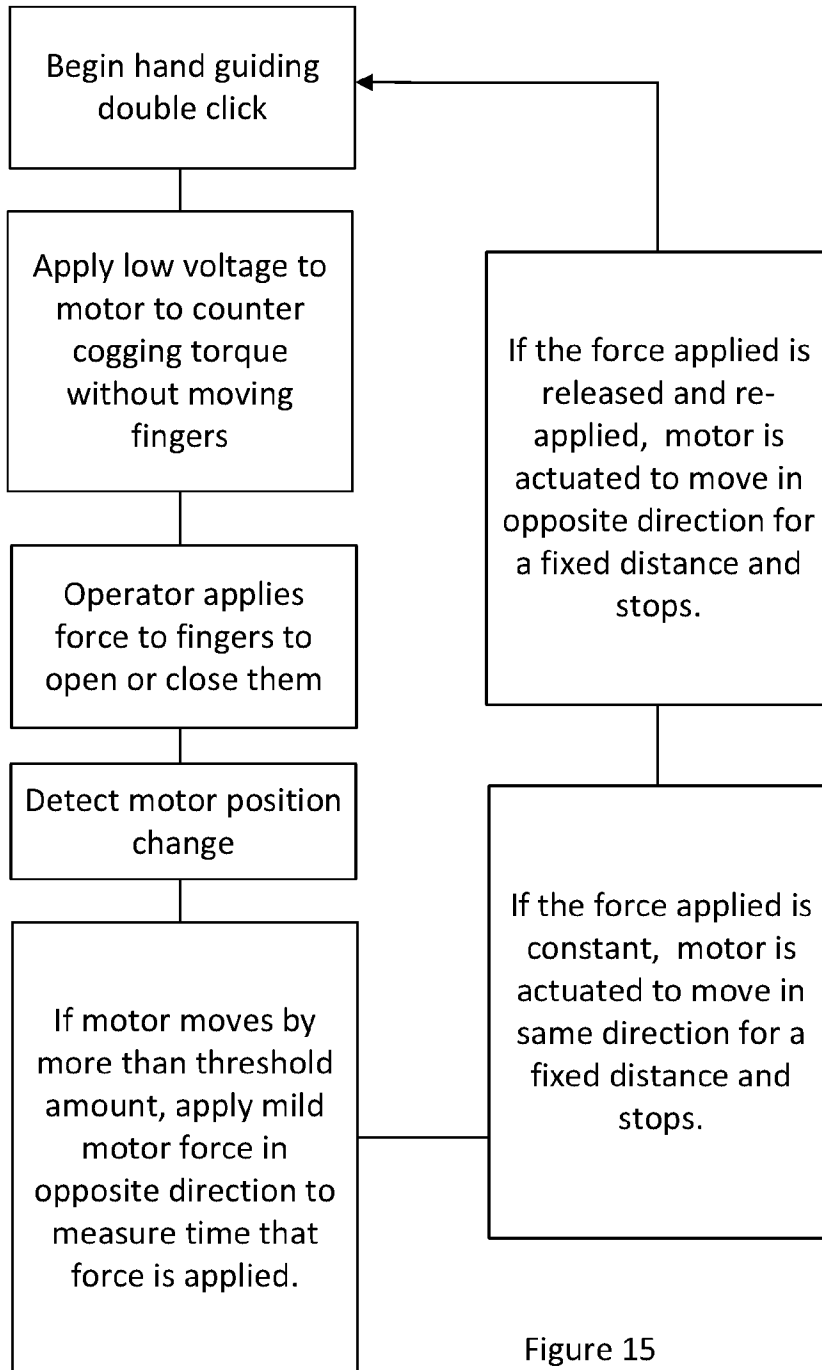 Begin hand guiding
double click
Apply low voltage to
motor to counter
cogging torque
without moving
fingers
Operator applies
force to fingers to
open or close them
Detect motor position
change
If motor moves by
more than threshold
amount, apply mild
motor force in
opposite direction to
measure time that
force is applied.
If the force applied is
constant,  motor is
actuated to move in
same direction for a
fixed distance and
stops.
If the force applied is
released and re-
applied,  motor is
actuated to move in
opposite direction for
a fixed distance and
stops.
Figure 15